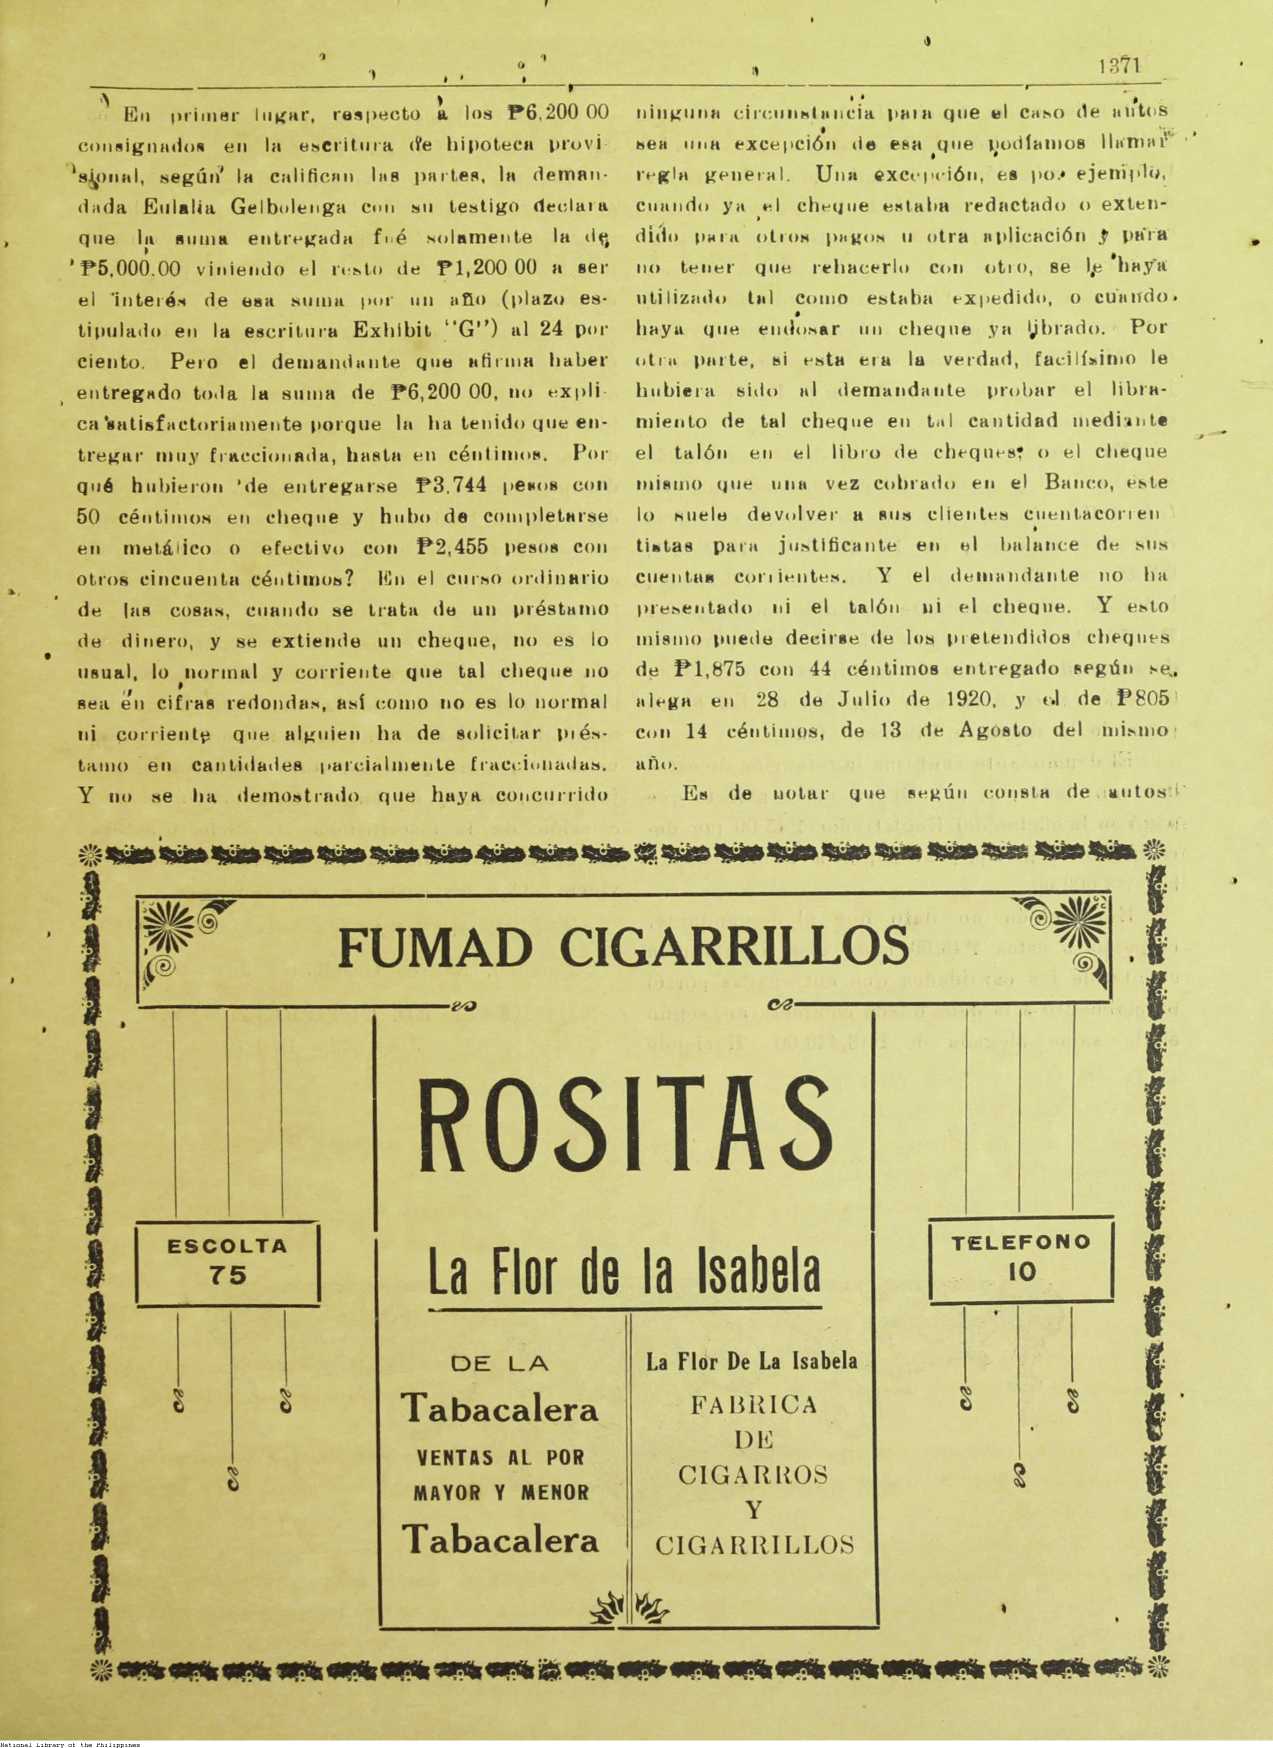 1371
En primer lugar, respecto a los ₱6,200 00
consignados en la escritura de hipoteca provi
sional, según la califican las partes, la deman-
dada Eulalia Gelbolenga con su testigo declara
que la suma entregada fué solamente la de
₱5,000.00 viniendo el resto de ₱1,200 00 a ser
el interés de esa suma por un año (plazo es-
tipulado en la escritura Exhibit "G") al 24 por
ciento. Pero el demandante que afirma haber
entregado toda la suma de ₱6,200 00, no expli
ca satisfactoriamente porque la ha tenido que en-
tregar muy fraccionada, hasta en céntimos. Por
qué hubieron de entregarse ₱3,744 pesos con
50 céntimos en cheque y hubo de completarse
en metálico o efectivo con ₱2,455 pesos con
otros cincuenta céntimos? En el curso ordinario
de las cosas, cuando se trata de un préstamo
de dinero, y se extiende un cheque, no es lo
usual, lo normal y corriente que tal cheque no
sea en cifras redondas, así como no es lo normal
ni corriente que alguien ha de solicitar prés-
tamo en cantidades parcialmente fraccionadas.
Y no se ha demostrado que haya concurrido
ninguna circunstancia para que el caso de autos
sea una excepción de esa que podíamos llamar
regla general. Una excepción, es por ejemplo,
cuando ya el cheque estaba redactado o exten-
dido para otros pagos u otra aplicación y para
no tener que rehacerlo con otro, se le haya
utilizado tal como estaba expedido, o cuando
haya que endosar un cheque ya librado. Por
otra parte, si esta era la verdad, facilísimo le
hubiera sido al demandante probar el libra-
miento de tal cheque en tal cantidad mediante
el talón en el libro de cheques, o el cheque
mismo que una vez cobrado en el Banco, este
lo suele devolver a sus clientes cuentacorren
tistas para justificante en el balance de sus
cuentas corrientes. Y el demandante no ha
presentado ni el talón ni el cheque. Y esto
mismo puede decirse de los pretendidos cheques
de ₱1,875 con 44 céntimos entregado según se
alega en 28 de Julio de 1920, y el de ₱805
con 14 céntimos, de 13 de Agosto del mismo
año.
Es de notar que según consta de autos
FUMAD CIGARRILLOS
ROSITAS
ESCOLTA
75
TELEFONO
10
La Flor de la Isabela
DE LA
Tabacalera
VENTAS AL POR
MAYOR Y MENOR
Tabacalera
La Flor De La Isabela
FABRICA
DE
CIGARROS
Y
CIGARRILLOS
National Library of the Philippines